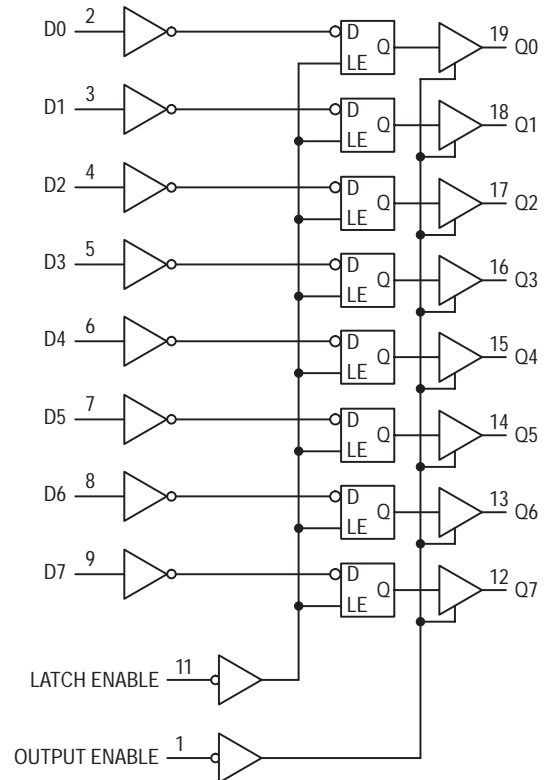 D0 2 D Q LE 19 Q0
D1 3 D Q LE 18 Q1
D2 4 D Q LE 17 Q2
D3 5 D Q LE 16 Q3
D4 6 D Q LE 15 Q4
D5 7 D Q LE 14 Q5
D6 8 D Q LE 13 Q6
D7 9 D Q LE 12 Q7
LATCH ENABLE 11
OUTPUT ENABLE 1